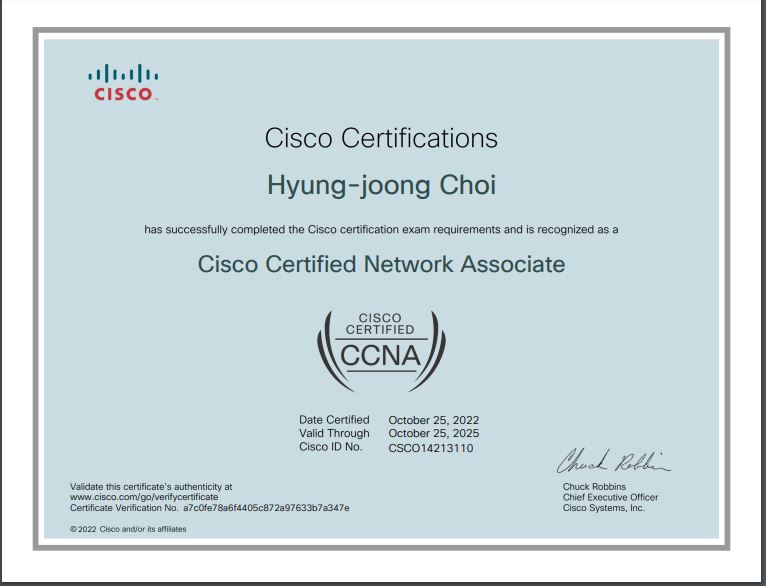 CISCO
Cisco Certifications
Hyung-joong Choi
has successfully completed the Cisco certification exam requirements and is recognized as a
Cisco Certified Network Associate
CISCO
CERTIFIED
CCNA
Date Certified October 25, 2022
Valid Through October 25, 2025
Cisco ID No. CSCO14213110
Chuck Robbins
Validate this certificate's authenticity at
www.cisco.com/go/verifycertificate
Certificate Verification No. a7c0fe78a6f4405c872a97633b7a347e
© 2022 Cisco and/or its affiliates
Chuck Robbins
Chief Executive Officer
Cisco Systems, Inc.